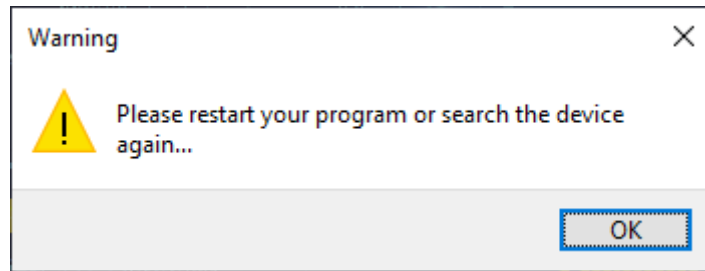 Warning
Please restart your program or search the device
again...
OK